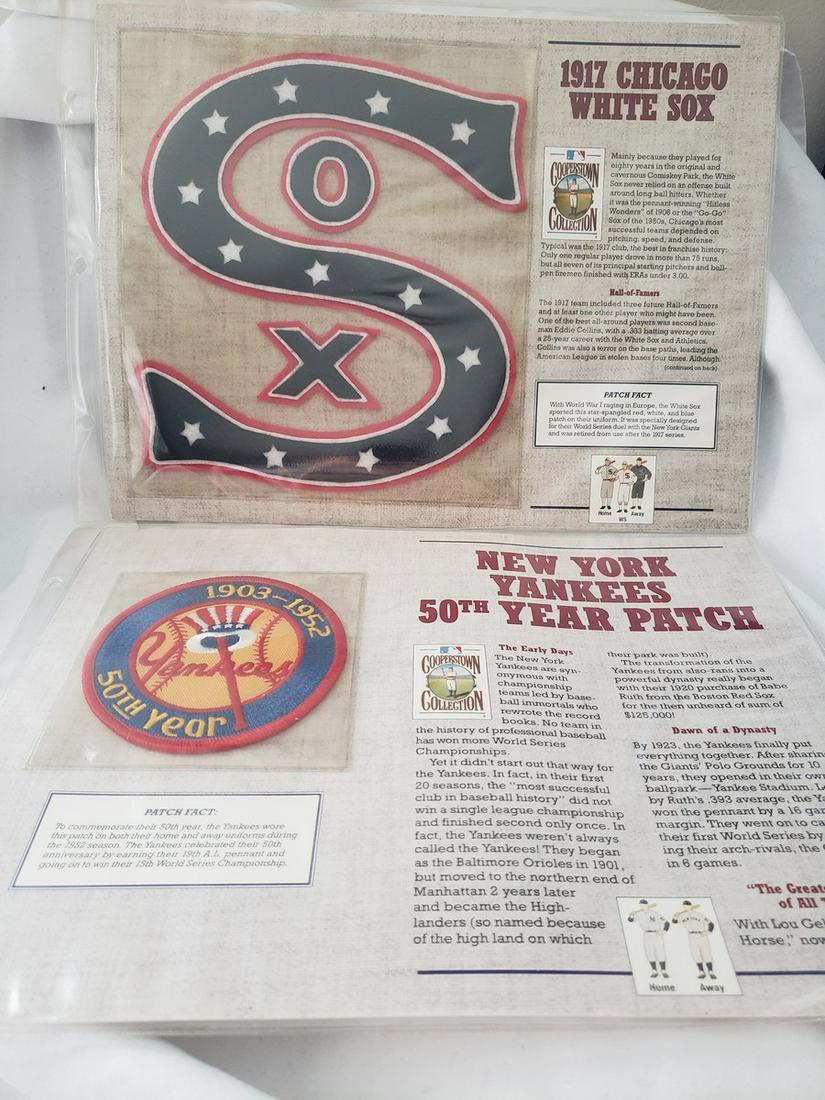 SOX
1917 CHICAGO
WHITE SOX
COOPERSTOWN
COLLECTION
Mainly because they played for
eighty years in the original and
cavernous Comiskey Park, the White
Sox never relied on an offense built
around long ball hitters. Whether
it was the pennant-winning "Hitless
Wonders" of 1906 or the "Go-Go"
Sox of the 1950s, Chicago's most
successful teams depended on
pitching, speed, and defense.
Typical was the 1917 club, the best in franchise history:
Only one regular player drove in more than 75 runs,
but all seven of its principal starting pitchers and bull-
pen firemen finished with ERAs under 3.00.
Hall-of-Famers
The 1917 team included three future Hall-of-Famers
and at least one other player who might have been.
One of the best all-around players was second base-
man Eddie Collins, with a .333 batting average over
a 25-year career with the White Sox and Athletics.
Collins was also a terror on the base paths, leading the
American League in stolen bases four times. Although
(continued on back)
PATCH FACT
With World War I raging in Europe, the White Sox
sported this star-spangled red, white, and blue
patch on their uniform. It was specially designed
for their World Series duel with the New York Giants
and was retired from use after the 1917 series.
Home
WS
Away
1903-1952
Yankees
50TH Year
NEW YORK
YANKEES
50TH YEAR PATCH
COOPERSTOWN
COLLECTION
The Early Days
The New York
Yankees are syn-
onymous with
championship
teams led by base-
ball immortals who
rewrote the record
books. No team in
the history of professional baseball
has won more World Series
Championships.
Yet it didn't start out that way for
the Yankees. In fact, in their first
20 seasons, the "most successful
club in baseball history" did not
win a single league championship
and finished second only once. In
fact, the Yankees weren't always
called the Yankees! They began
as the Baltimore Orioles in 1901,
but moved to the northern end of
Manhattan 2 years later
and became the High-
landers (so named because
of the high land on which
their park was built!).
The transformation of the
Yankees from also-rans into a
powerful dynasty really began
with their 1920 purchase of Babe
Ruth from the Boston Red Sox
for the then unheard of sum of
$125,000!
Dawn of a Dynasty
By 1923, the Yankees finally put
everything together. After sharin
the Giants' Polo Grounds for 10
years, they opened in their own
ballpark—Yankee Stadium. L
by Ruth's .393 average, the Ya
won the pennant by a 16 gam
margin. They went on to ca
their first World Series by
ing their arch-rivals, the
in 6 games.
"The Greates
of All T
With Lou Geh
Horse," now
PATCH FACT:
To commemorate their 50th year, the Yankees wore
this patch on both their home and away uniforms during
the 1952 season. The Yankees celebrated their 50th
anniversary by earning their 19th A.L. pennant and
going on to win their 15th World Series Championship.
Home
Away